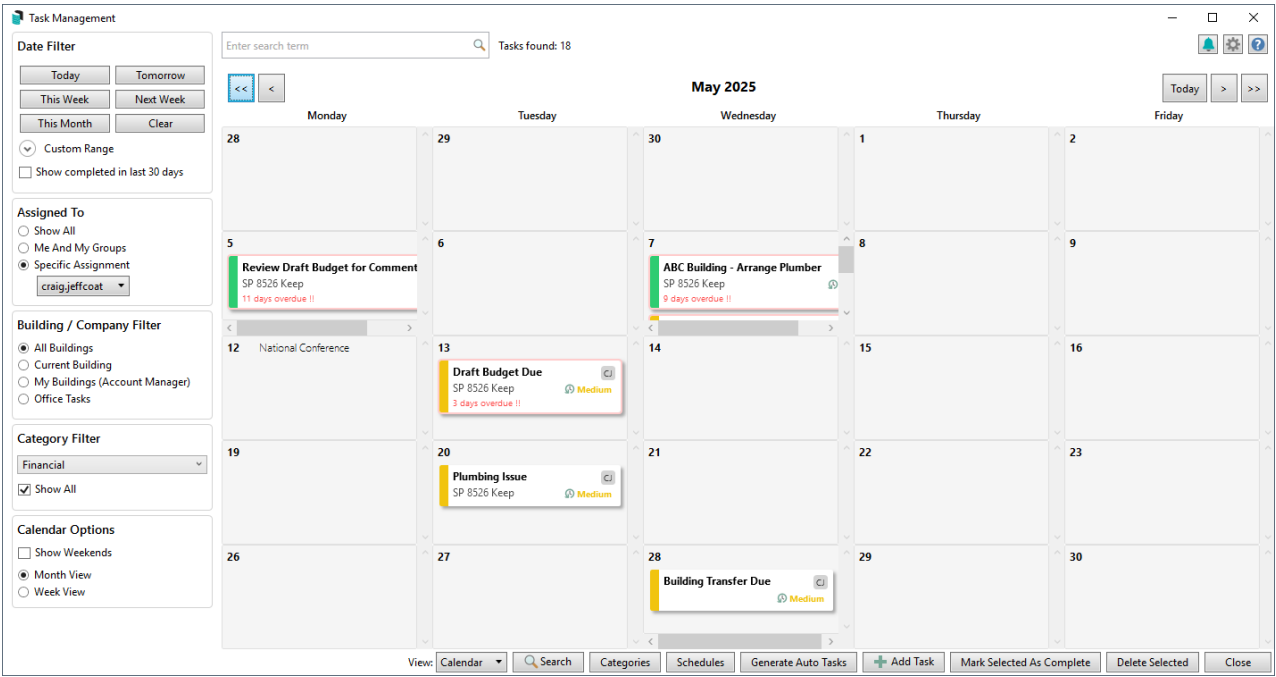 Task Management
Date Filter
Today
Tomorrow
This Week
Next Week
This Month
Clear
Custom Range
Show completed in last 30 days
Assigned To
Show All
Me And My Groups
Specific Assignment
craig.jeffcoat
Building / Company Filter
All Buildings
Current Building
My Buildings (Account Manager)
Office Tasks
Category Filter
Financial
Show All
Calendar Options
Show Weekends
Month View
Week View
Enter search term
Tasks found: 18
<<
<
May 2025
Today
>
>>
Monday
Tuesday
Wednesday
Thursday
Friday
28
29
30
1
2
5
Review Draft Budget for Comment
SP 8526 Keep
11 days overdue !!
6
7
ABC Building - Arrange Plumber
SP 8526 Keep
9 days overdue !!
8
9
12 National Conference
13
Draft Budget Due
CJ
SP 8526 Keep
Medium
3 days overdue !!
14
15
16
19
20
Plumbing Issue
CJ
SP 8526 Keep
Medium
21
22
23
26
27
28
Building Transfer Due
CJ
Medium
29
30
View:
Calendar
Search
Categories
Schedules
Generate Auto Tasks
Add Task
Mark Selected As Complete
Delete Selected
Close